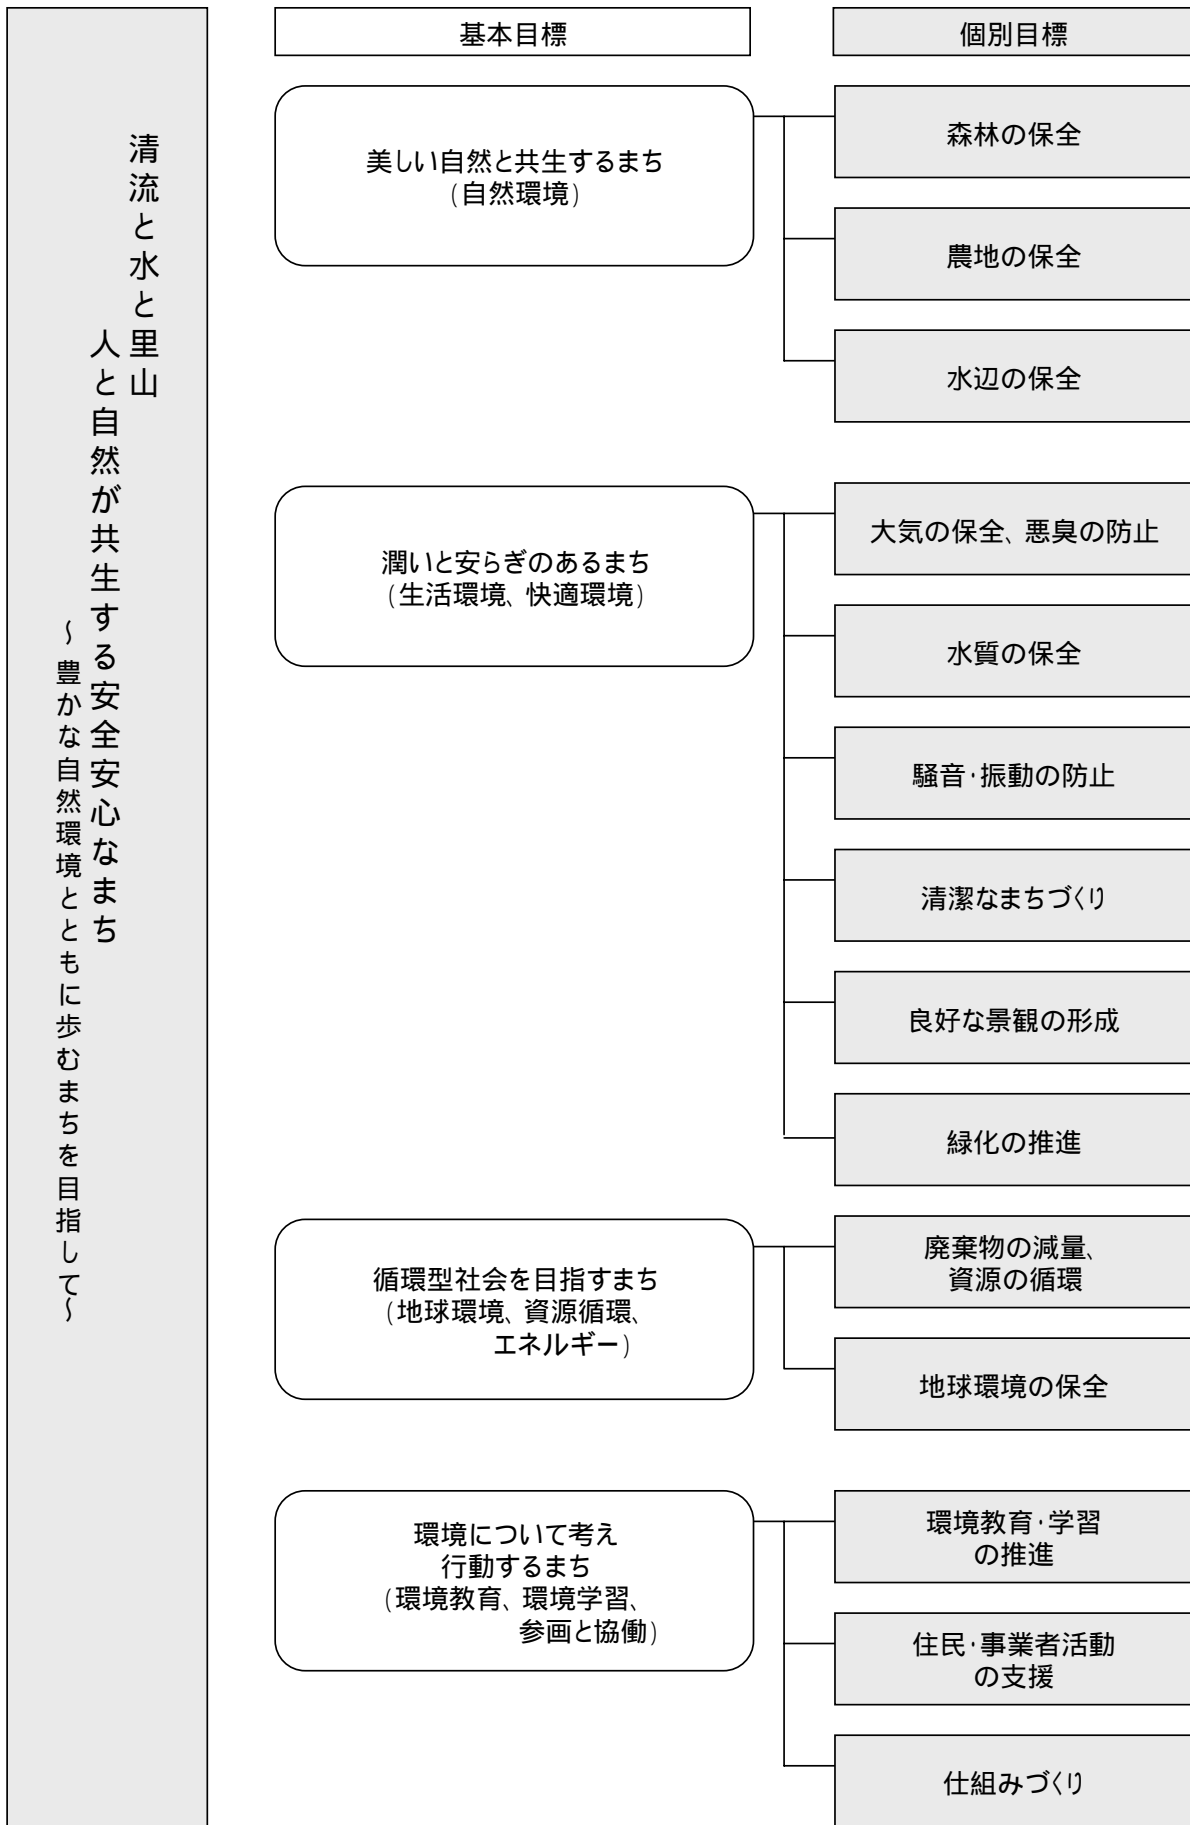 清流と水と里山
人と自然が共生する安全安心なまち
～豊かな自然環境とともに歩むまちを目指して～
基本目標
個別目標
美しい自然と共生するまち
(自然環境)
森林の保全
農地の保全
水辺の保全
潤いと安らぎのあるまち
(生活環境、快適環境)
大気の保全、悪臭の防止
水質の保全
騒音・振動の防止
清潔なまちづくり
良好な景観の形成
緑化の推進
循環型社会を目指すまち
(地球環境、資源循環、
エネルギー)
廃棄物の減量、
資源の循環
地球環境の保全
環境について考え
行動するまち
(環境教育、環境学習、
参画と協働)
環境教育・学習
の推進
住民・事業者活動
の支援
仕組みづくり